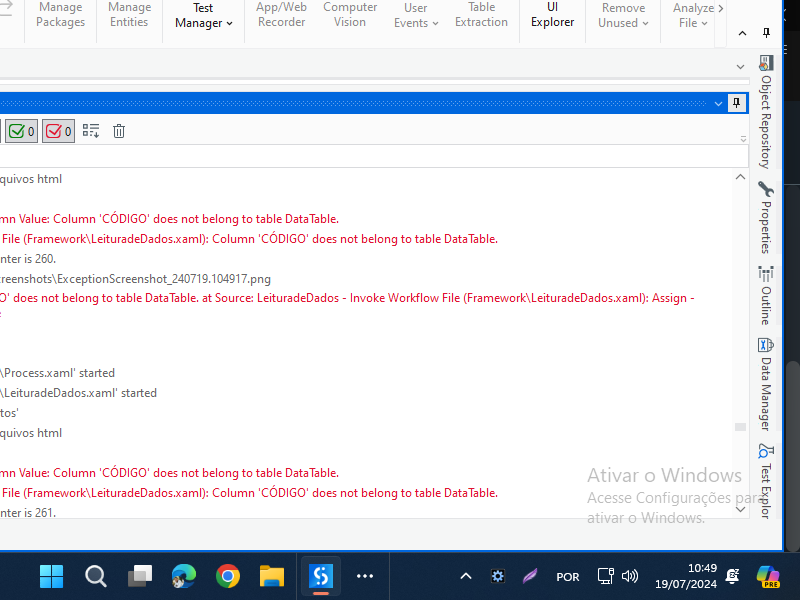 Manage Packages
Manage Entities
Test Manager
App/Web Recorder
Computer Vision
User Events
Table Extraction
UI Explorer
Remove Unused
Analyze File
0
0
quivos html
mn Value: Column 'CÓDIGO' does not belong to table DataTable.
File (Framework\LeituradeDados.xaml): Column 'CÓDIGO' does not belong to table DataTable.
nter is 260.
reenshots\ExceptionScreenshot_240719.104917.png
O' does not belong to table DataTable. at Source: LeituradeDados - Invoke Workflow File (Framework\LeituradeDados.xaml): Assign -
\Process.xaml' started
\LeituradeDados.xaml' started
tos'
quivos html
mn Value: Column 'CÓDIGO' does not belong to table DataTable.
File (Framework\LeituradeDados.xaml): Column 'CÓDIGO' does not belong to table DataTable.
nter is 261.
Object Repository
Properties
Outline
Data Manager
Test Explor
Ativar o Windows
Acesse Configurações para
ativar o Windows.
POR
10:49
19/07/2024
PRE